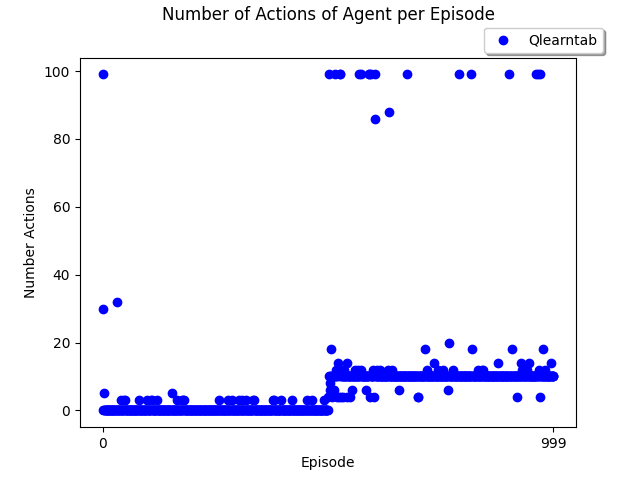 Number of Actions of Agent per Episode
Qlearntab
100
80
60
40
20
0
Number Actions
0
999
Episode